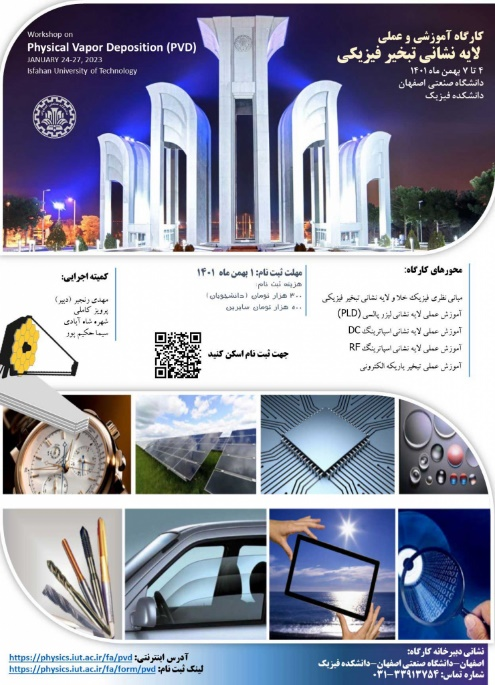 Workshop on
Physical Vapor Deposition (PVD)
JANUARY 24-27, 2023
Isfahan University of Technology
کارگاه آموزشی و عملی
لایه نشانی تبخیر فیزیکی
۴ تا ۷ بهمن ماه ۱۴۰۱
دانشگاه صنعتی اصفهان
دانشکده فیزیک
محورهای کارگاه:
مبانی نظری فیزیک خلا و لایه نشانی تبخیر فیزیکی
آموزش عملی لایه نشانی لیزر پالسی (PLD)
آموزش عملی لایه نشانی اسپاترینگ DC
آموزش عملی لایه نشانی اسپاترینگ RF
آموزش عملی تبخیر باریکه الکترونی
مهلت ثبت نام: ۱ بهمن ماه ۱۴۰۱
هزینه ثبت نام:
۳۰۰ هزار تومان (دانشجویان)
۵۰۰ هزار تومان سایرین
جهت ثبت نام اسکن کنید
کمیته اجرایی:
مهدی رنجبر (دبیر)
پرویز کاملی
شهره شاه آبادی
سیما حکیم پور
نشانی دبیرخانه کارگاه:
اصفهان-دانشگاه صنعتی اصفهان-دانشکده فیزیک
شماره تماس: ۳۳۹۱۳۷۵۴-۰۳۱
آدرس اینترنتی: https://physics.iut.ac.ir/fa/pvd
لینک ثبت نام: https://physics.iut.ac.ir/fa/form/pvd